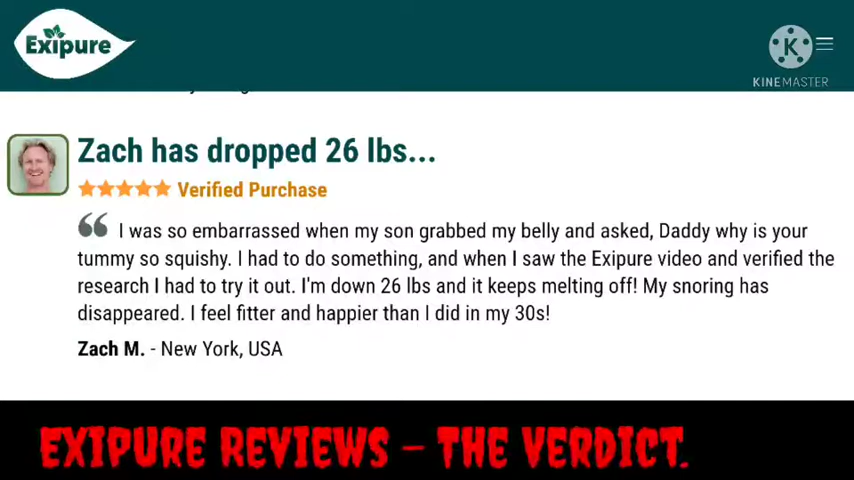 Exipure
K
KINEMASTER
Zach has dropped 26 lbs...
Verified Purchase
“ I was so embarrassed when my son grabbed my belly and asked, Daddy why is your
tummy so squishy. I had to do something, and when I saw the Exipure video and verified the
research I had to try it out. I'm down 26 lbs and it keeps melting off! My snoring has
disappeared. I feel fitter and happier than I did in my 30s!
Zach M. - New York, USA
EXIPURE REVIEWS – THE VERDICT.